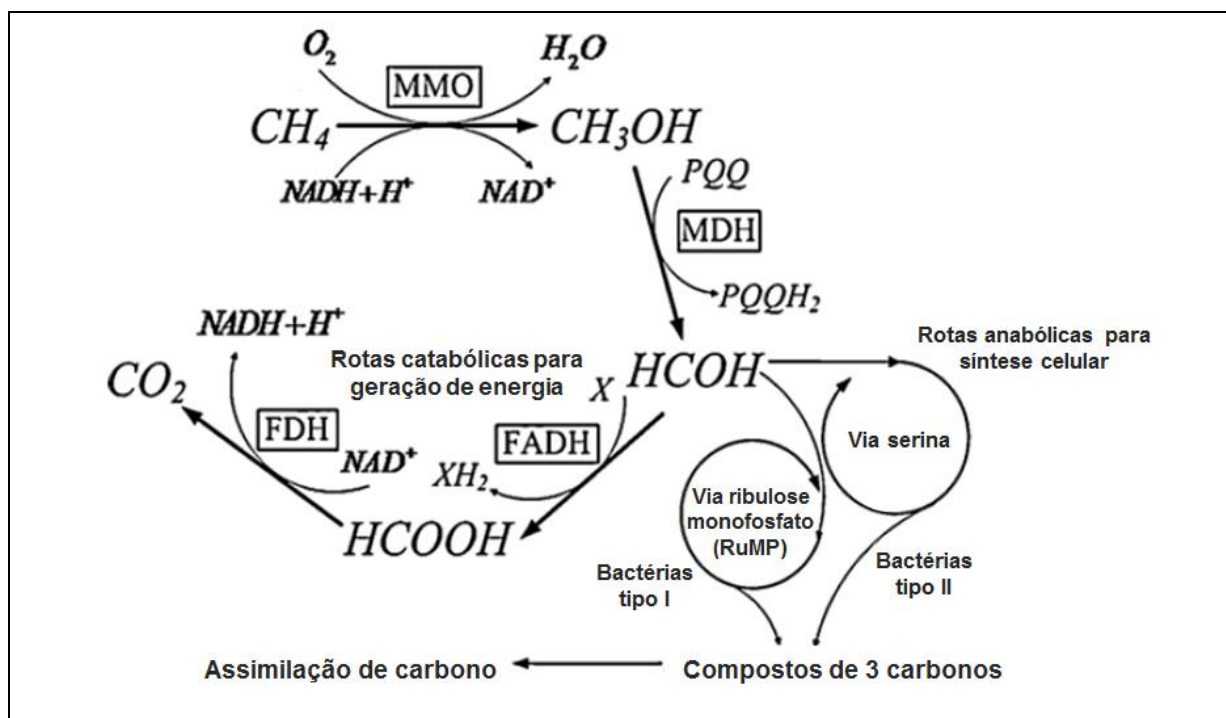 O₂
H₂O
MMO
CH₄
CH₃OH
NADH+H⁺
NAD⁺
PQQ
MDH
PQQH₂
NADH+H⁺
Rotas catabólicas para
geração de energia
Rotas anabólicas para
síntese celular
CO₂
X
HCOH
FDH
FADH
NAD⁺
XH₂
HCOOH
Via serina
Via ribulose
monofosfato
(RuMP)
Bactérias
tipo I
Bactérias
tipo II
Assimilação de carbono
Compostos de 3 carbonos